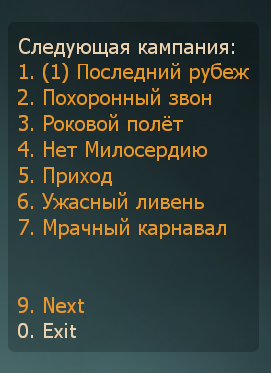 Следующая кампания:
1. (1) Последний рубеж
2. Похоронный звон
3. Роковой полёт
4. Нет Милосердию
5. Приход
6. Ужасный ливень
7. Мрачный карнавал
9. Next
0. Exit